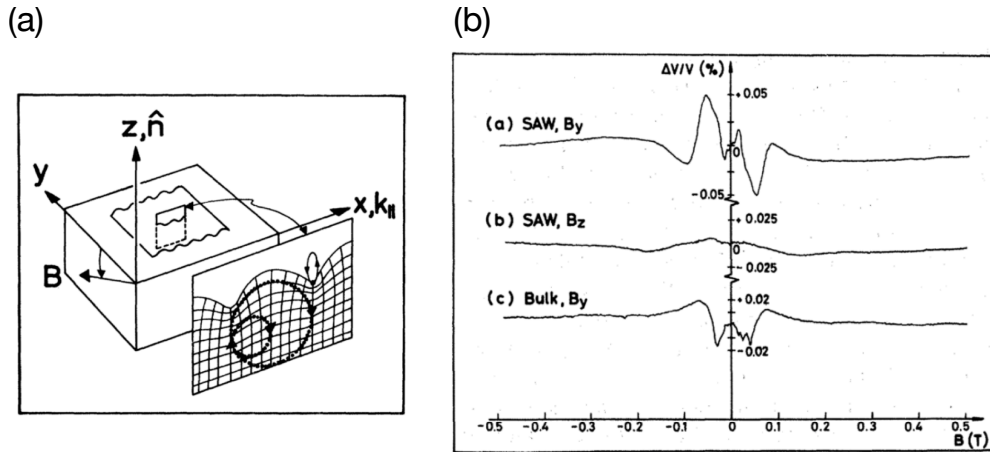 (a)
(b)
z,n̂
y
x,k∥
B
ΔV/V (%)
+0.05
(a) SAW, By
0
-0.05
+0.025
(b) SAW, Bz
0
-0.025
+0.02
(c) Bulk, By
-0.02
-0.5 -0.4 -0.3 -0.2 -0.1 0 0.1 0.2 0.3 0.4 0.5
B (T)